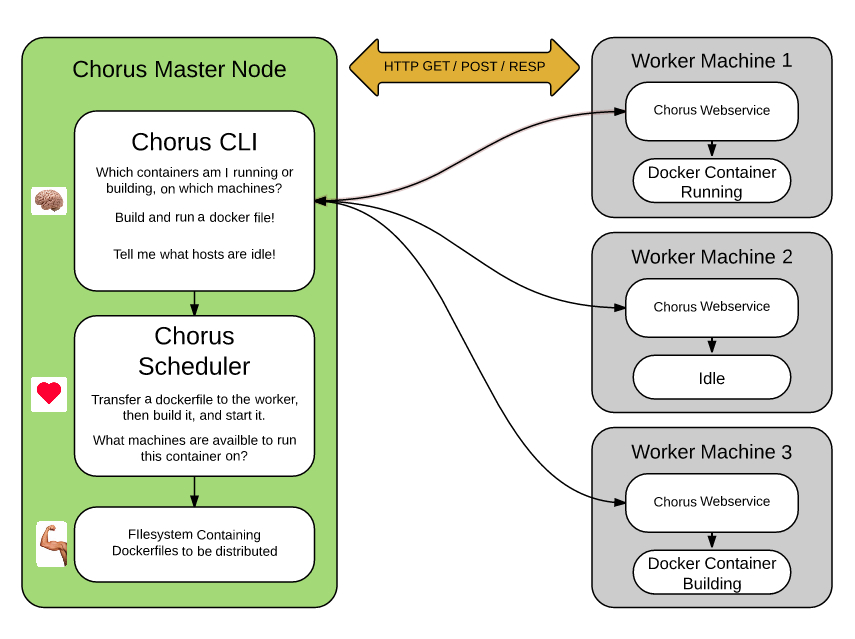 Chorus Master Node
Chorus CLI
Which containers am I running or
building, on which machines?
Build and run a docker file!
Tell me what hosts are idle!
Chorus
Scheduler
Transfer a dockerfile to the worker,
then build it, and start it.
What machines are availble to run
this container on?
FIlesystem Containing
Dockerfiles to be distributed
HTTP GET / POST / RESP
Worker Machine 1
Chorus Webservice
Docker Container
Running
Worker Machine 2
Chorus Webservice
Idle
Worker Machine 3
Chorus Webservice
Docker Container
Building